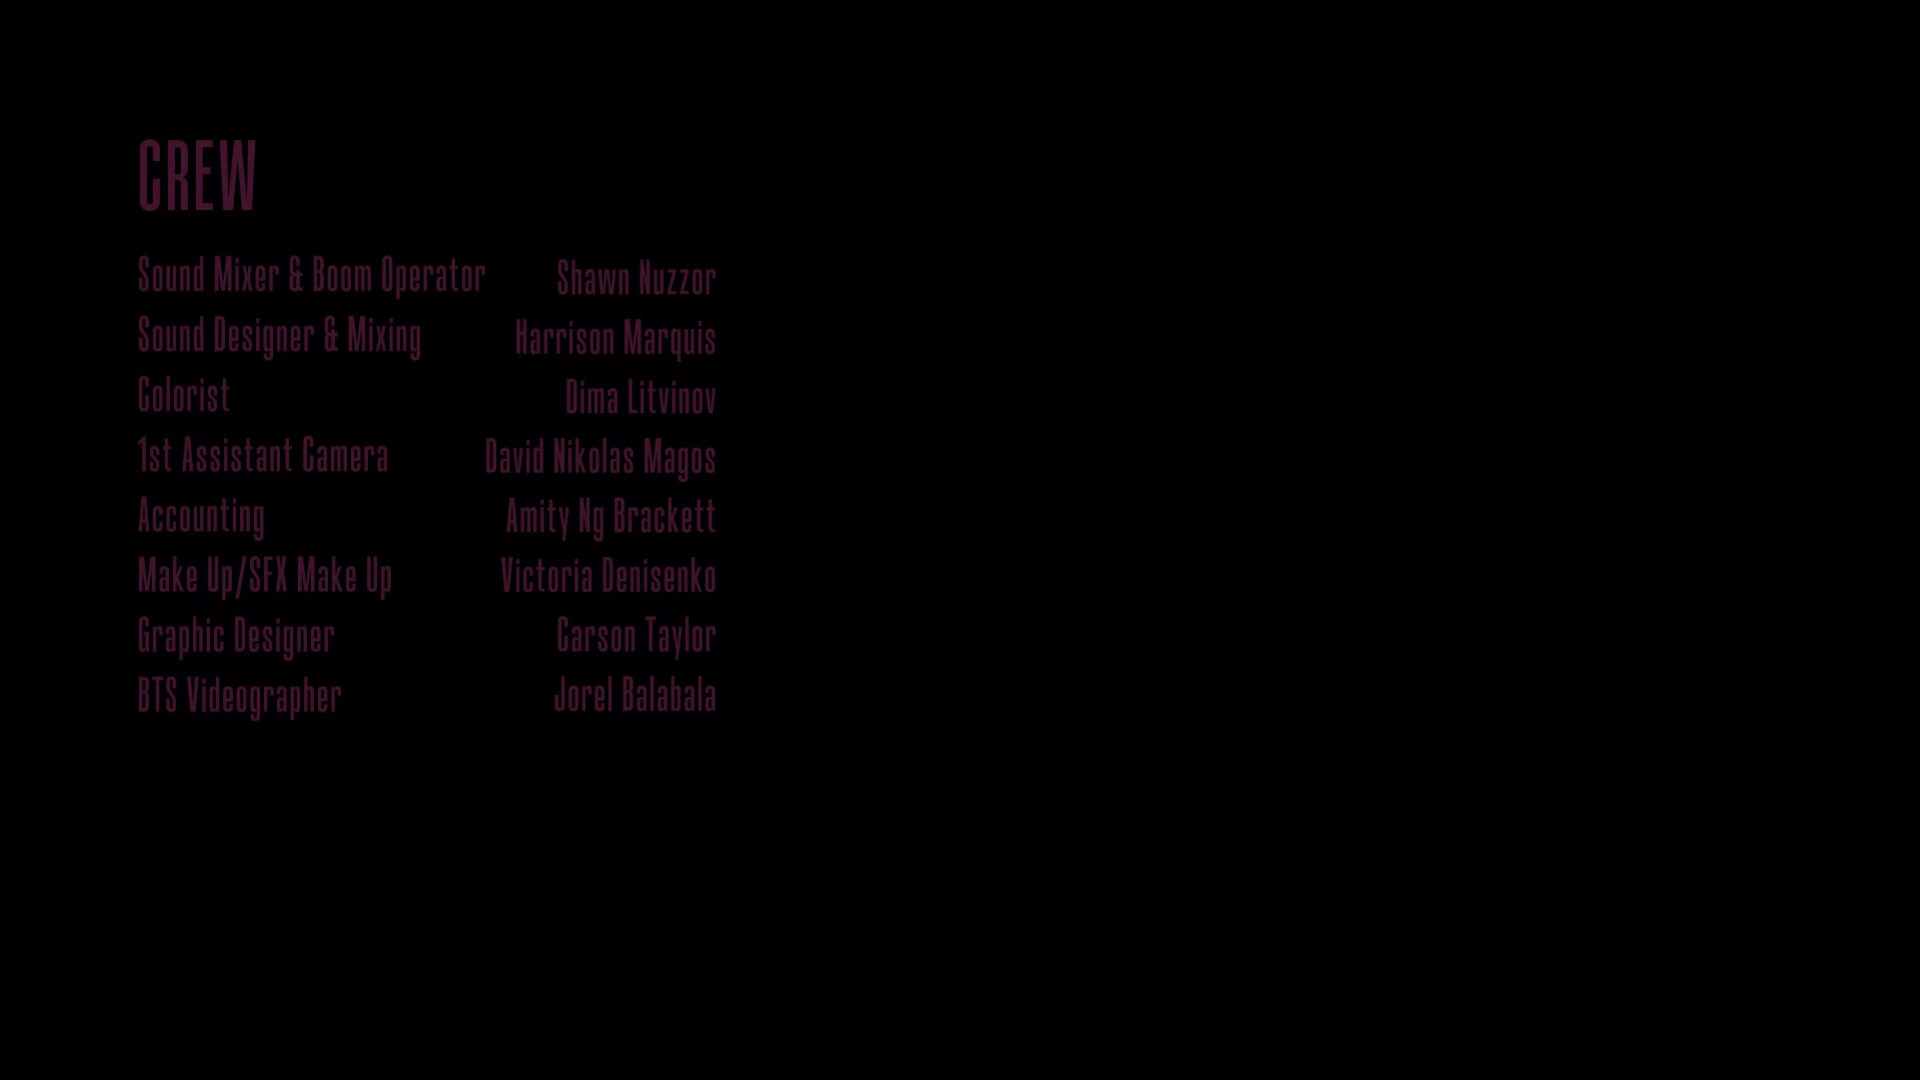 CREW
Sound Mixer & Boom Operator Shawn Nuzzor
Sound Designer & Mixing Harrison Marquis
Colorist Dima Litvinov
1st Assistant Camera David Nikolas Magos
Accounting Amity Ng Brackett
Make Up/SFX Make Up Victoria Denisenko
Graphic Designer Carson Taylor
BTS Videographer Jorel Balabala